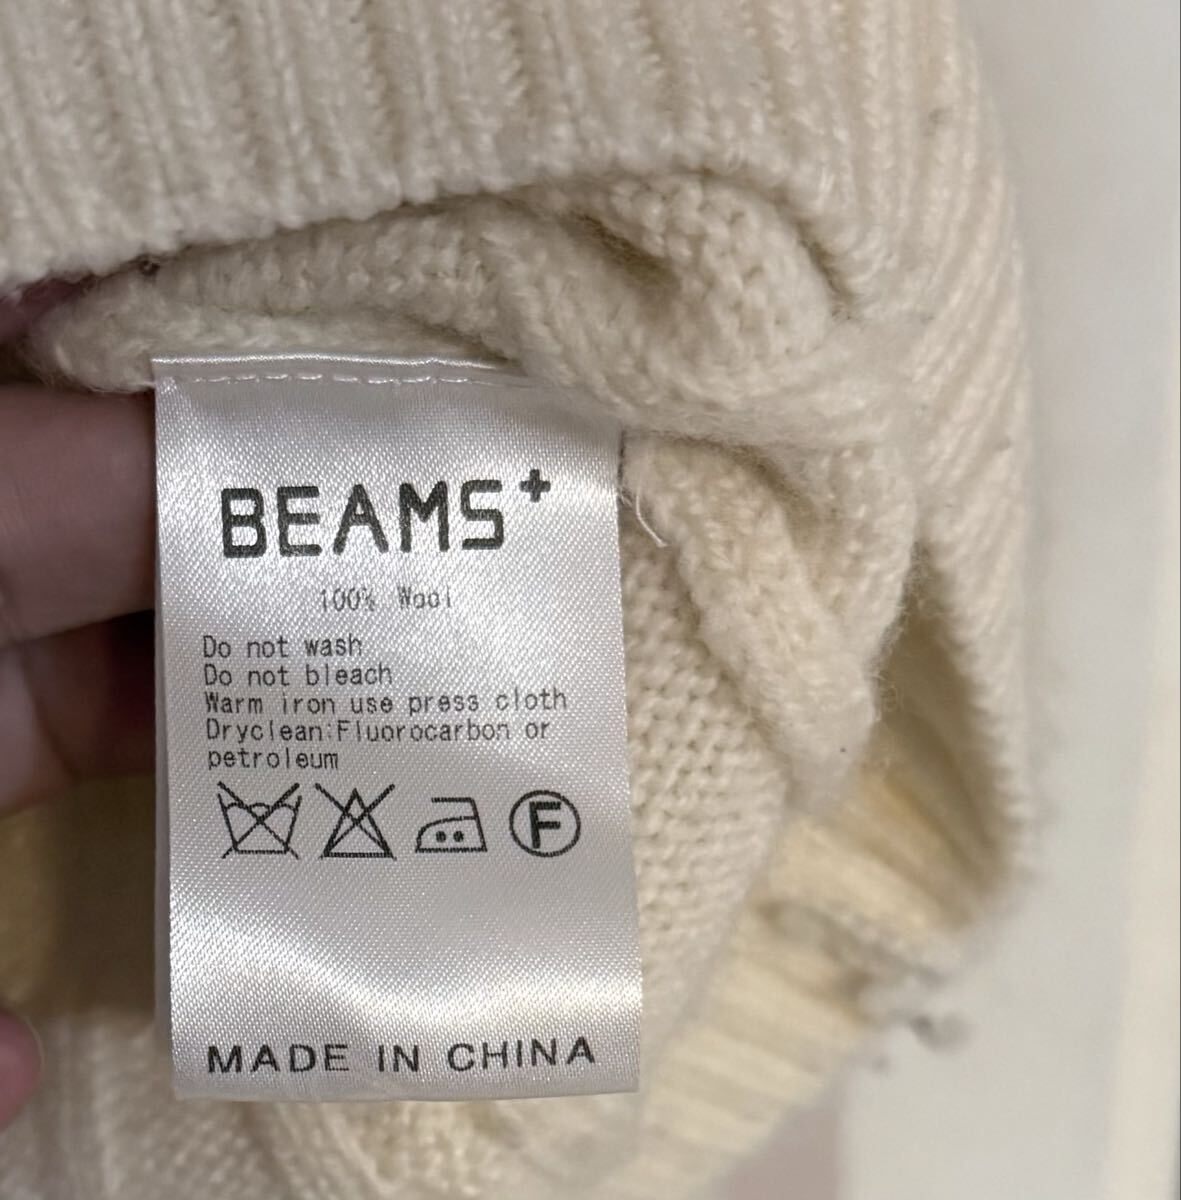 BEAMS+
100% Wool
Do not wash
Do not bleach
Warm iron use press cloth
Dryclean:Fluorocarbon or
petroleum
F
MADE IN CHINA